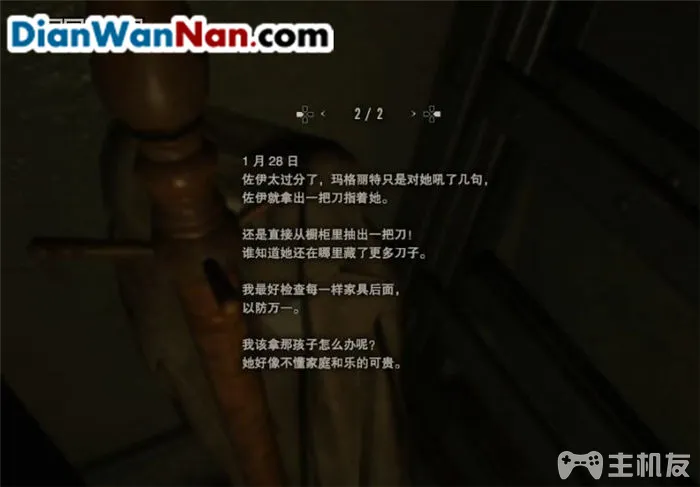 DianWanNan.com
< 2 / 2 >
1 月 28 日
佐伊太过分了，玛格丽特只是对她吼了几句，
佐伊就拿出一把刀指着她。
还是直接从橱柜里抽出一把刀！
谁知道她还在哪里藏了更多刀子。
我最好检查每一样家具后面，
以防万一。
我该拿那孩子怎么办呢？
她好像不懂家庭和乐的可贵。
主机友